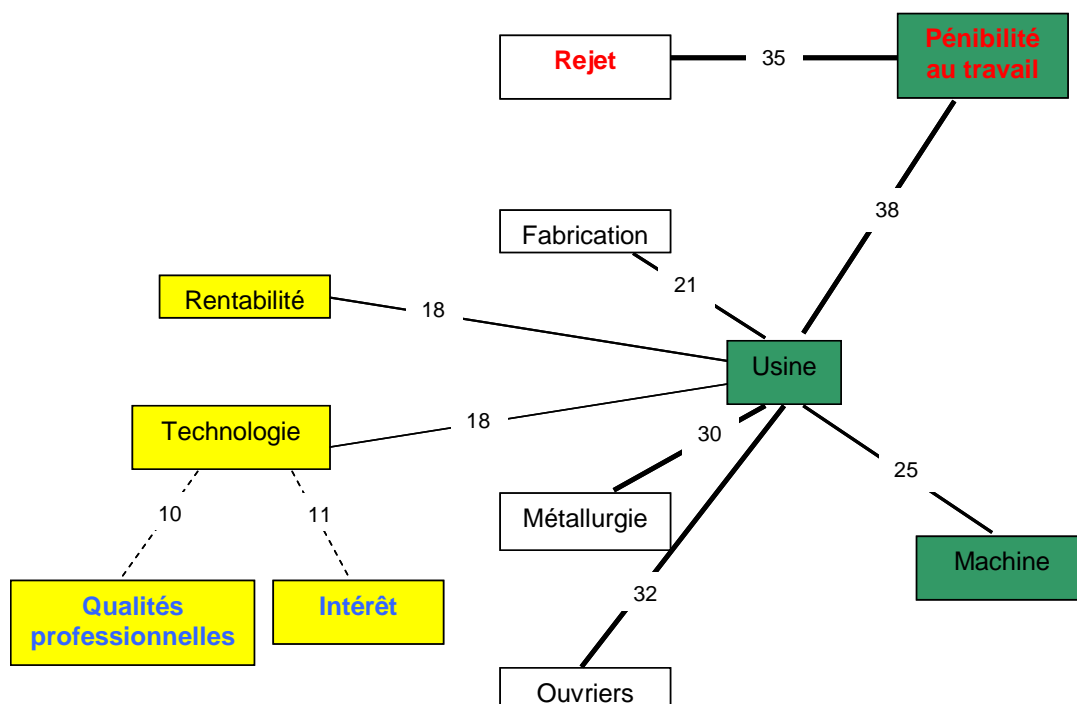 Rejet
35
Pénibilité
au travail
38
Fabrication
21
Rentabilité
18
Usine
Technologie
18
30
25
10
11
Métallurgie
Machine
32
Qualités
professionnelles
Intérêt
Ouvriers